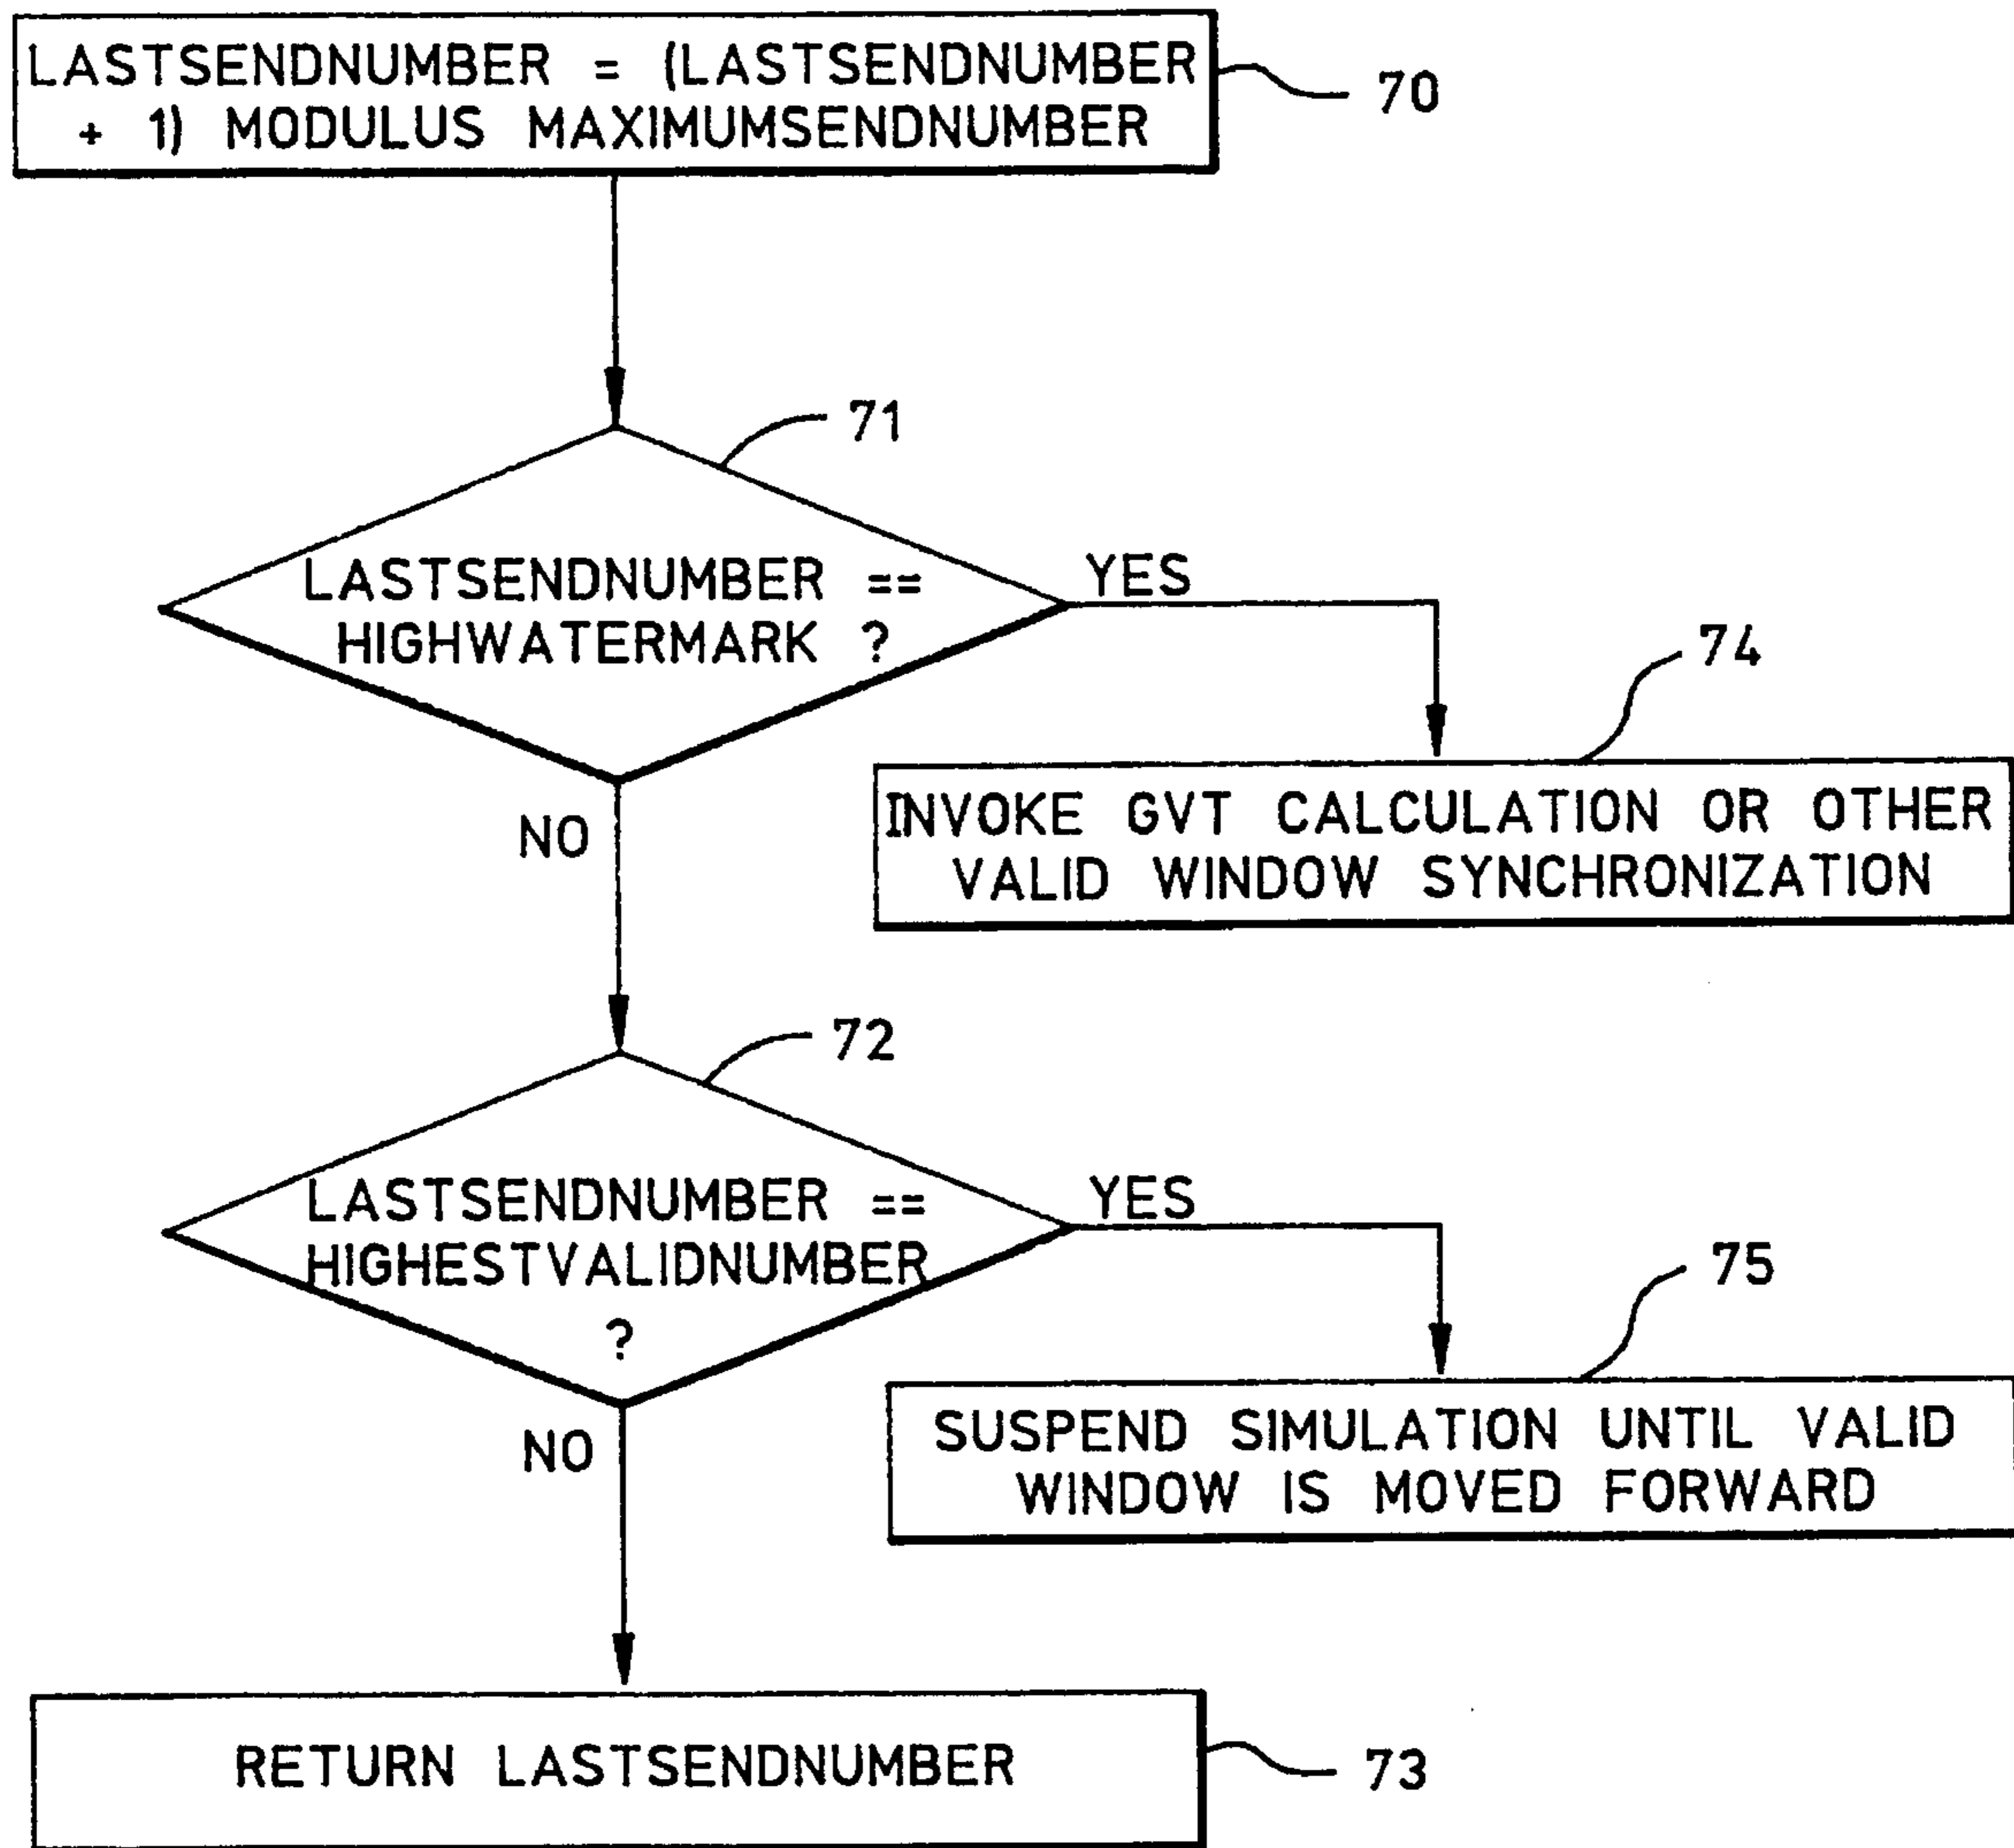 LASTSENDNUMBER = (LASTSENDNUMBER
+ 1) MODULUS MAXIMUMSENDNUMBER
70
71
LASTSENDNUMBER ==
HIGHWATERMARK ?
YES
74
NO
INVOKE GVT CALCULATION OR OTHER
VALID WINDOW SYNCHRONIZATION
72
LASTSENDNUMBER ==
HIGHESTVALIDNUMBER
?
YES
75
NO
SUSPEND SIMULATION UNTIL VALID
WINDOW IS MOVED FORWARD
RETURN LASTSENDNUMBER
73